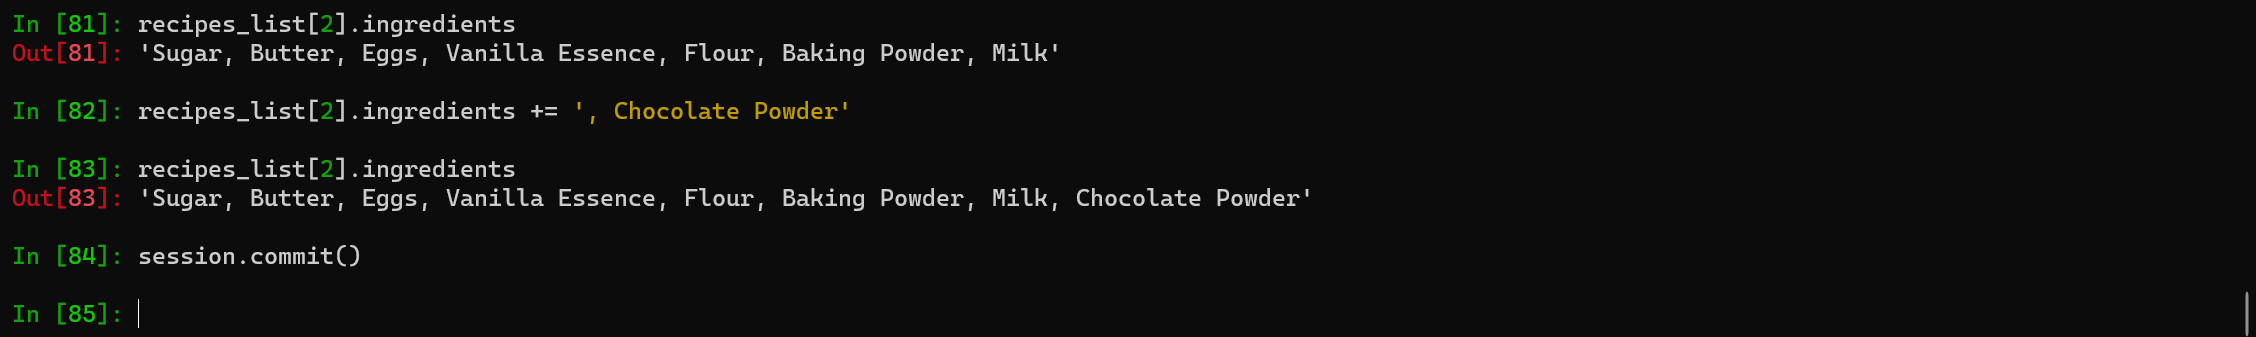 In [81]: recipes_list[2].ingredients
Out[81]: 'Sugar, Butter, Eggs, Vanilla Essence, Flour, Baking Powder, Milk'
In [82]: recipes_list[2].ingredients += ', Chocolate Powder'
In [83]: recipes_list[2].ingredients
Out[83]: 'Sugar, Butter, Eggs, Vanilla Essence, Flour, Baking Powder, Milk, Chocolate Powder'
In [84]: session.commit()
In [85]: